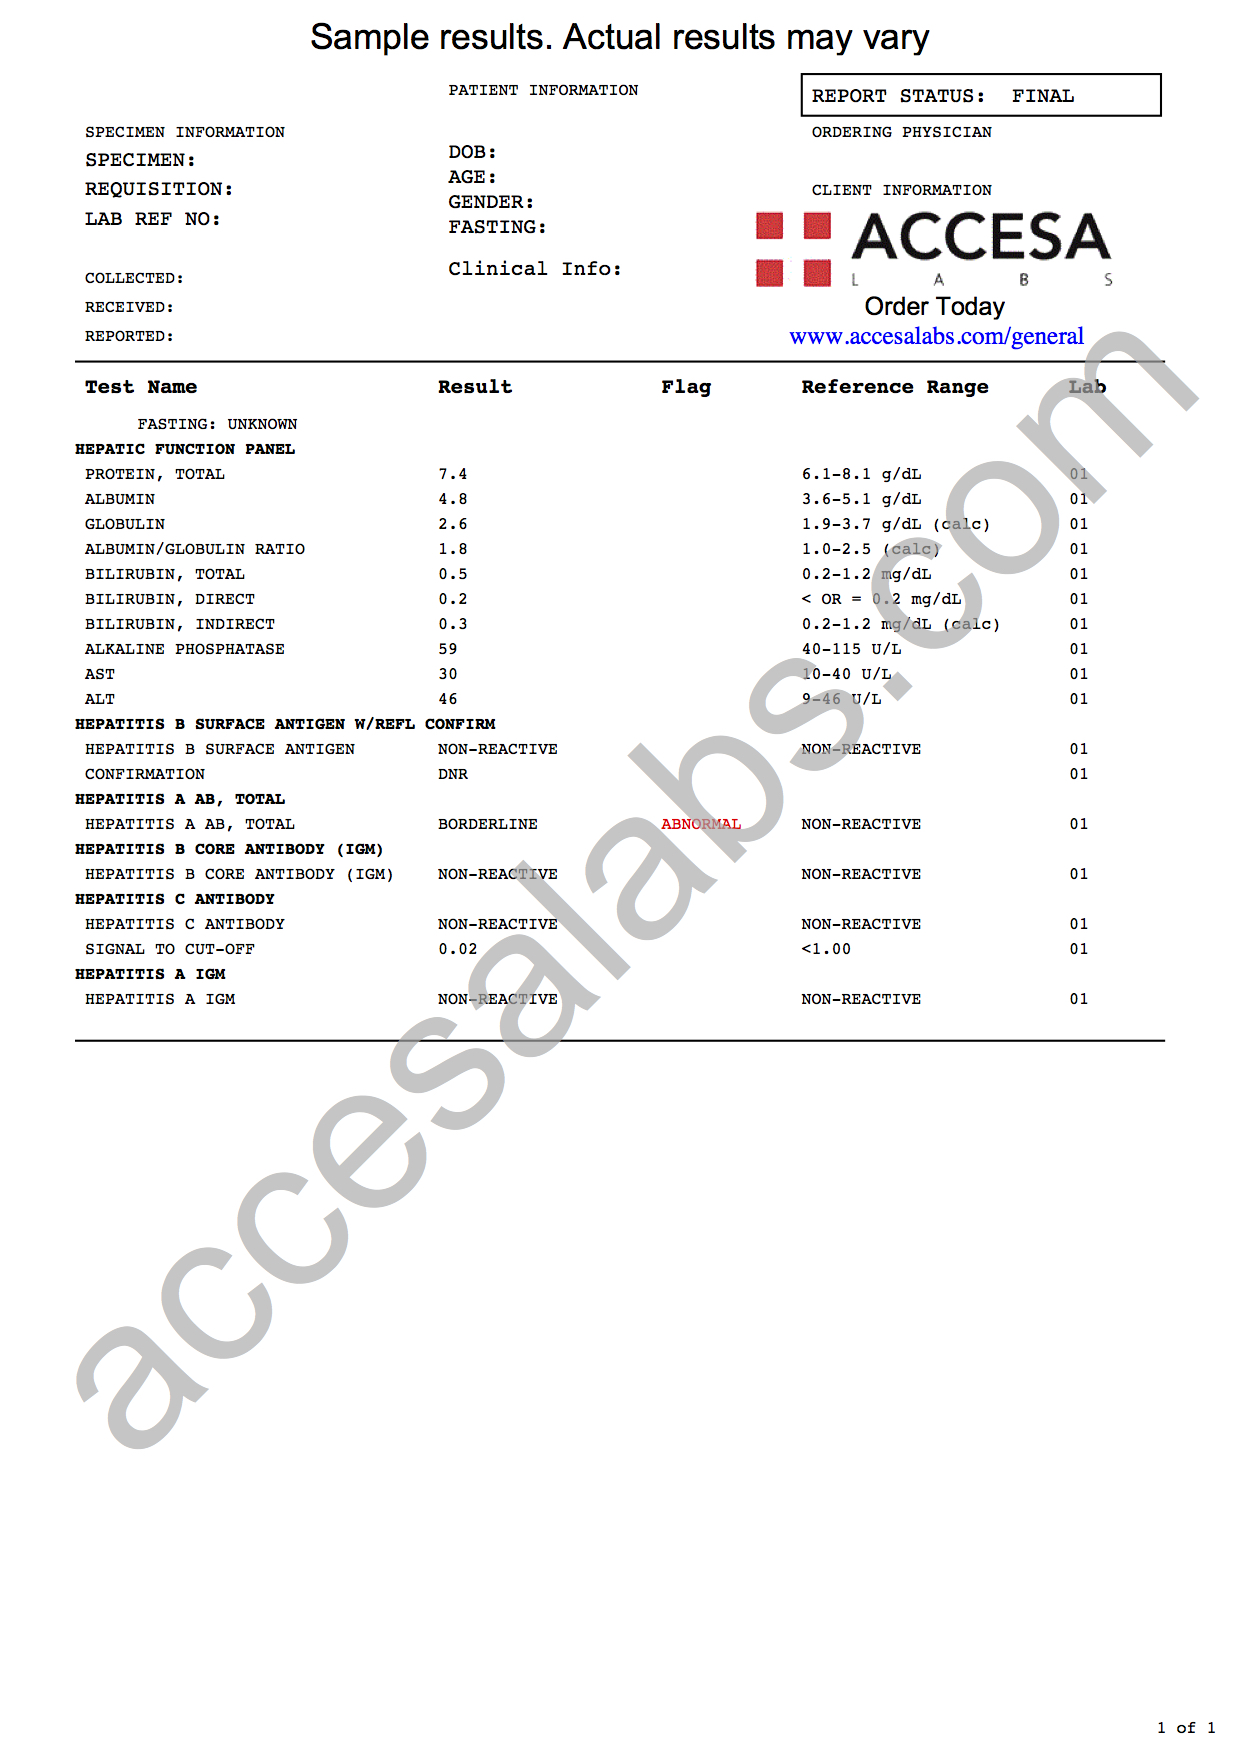 Sample results. Actual results may vary
PATIENT INFORMATION
REPORT STATUS: FINAL
SPECIMEN INFORMATION
ORDERING PHYSICIAN
SPECIMEN:
DOB:
REQUISITION:
AGE:
CLIENT INFORMATION
GENDER:
LAB REF NO:
FASTING:
ACCESA
LABS
Clinical Info:
COLLECTED:
RECEIVED:
Order Today
REPORTED:
www.accesalabs.com/general
Test Name Result Flag Reference Range Lab
FASTING: UNKNOWN
HEPATIC FUNCTION PANEL
PROTEIN, TOTAL 7.4 6.1-8.1 g/dL 01
ALBUMIN 4.8 3.6-5.1 g/dL 01
GLOBULIN 2.6 1.9-3.7 g/dL (calc) 01
ALBUMIN/GLOBULIN RATIO 1.8 1.0-2.5 (calc) 01
BILIRUBIN, TOTAL 0.5 0.2-1.2 mg/dL 01
BILIRUBIN, DIRECT 0.2 < OR = 0.2 mg/dL 01
BILIRUBIN, INDIRECT 0.3 0.2-1.2 mg/dL (calc) 01
ALKALINE PHOSPHATASE 59 40-115 U/L 01
AST 30 10-40 U/L 01
ALT 46 9-46 U/L 01
HEPATITIS B SURFACE ANTIGEN W/REFL CONFIRM
HEPATITIS B SURFACE ANTIGEN NON-REACTIVE NON-REACTIVE 01
CONFIRMATION DNR 01
HEPATITIS A AB, TOTAL
HEPATITIS A AB, TOTAL BORDERLINE ABNORMAL NON-REACTIVE 01
HEPATITIS B CORE ANTIBODY (IGM)
HEPATITIS B CORE ANTIBODY (IGM) NON-REACTIVE NON-REACTIVE 01
HEPATITIS C ANTIBODY
HEPATITIS C ANTIBODY NON-REACTIVE NON-REACTIVE 01
SIGNAL TO CUT-OFF 0.02 <1.00 01
HEPATITIS A IGM
HEPATITIS A IGM NON-REACTIVE NON-REACTIVE 01
accesalabs.com
1 of 1